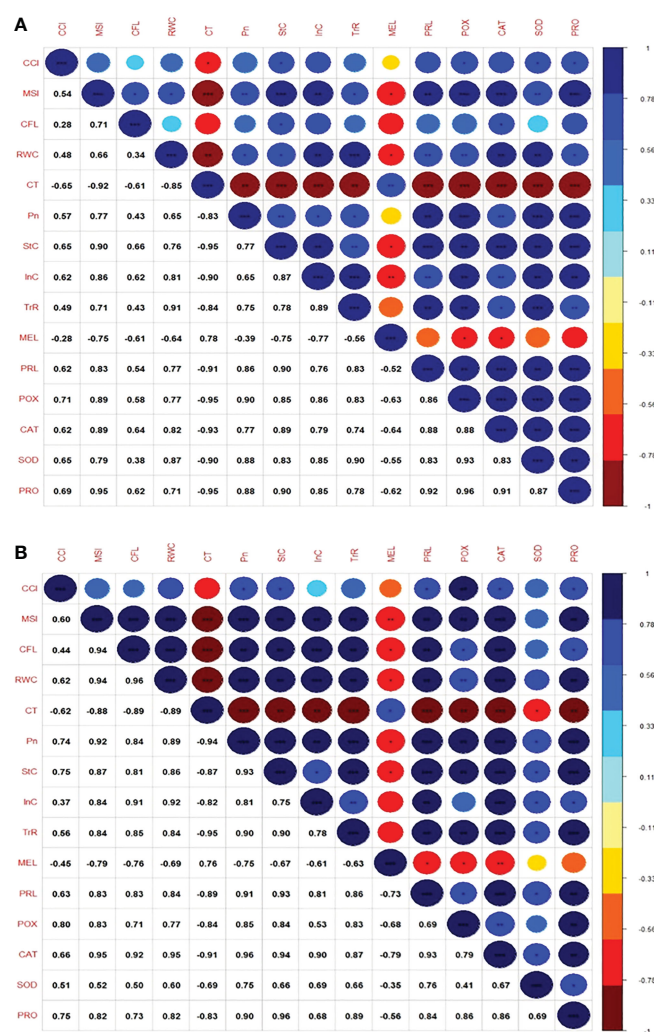 A
CCI MSI CFL RWC CT Pn StC InC TrR MEL PRL POX CAT SOD PRO
CCI
MSI 0.54
CFL 0.28 0.71
RWC 0.48 0.66 0.34
CT -0.65 -0.92 -0.61 -0.85
Pn 0.57 0.77 0.43 0.65 -0.83
StC 0.65 0.90 0.66 0.76 -0.95 0.77
InC 0.62 0.86 0.62 0.81 -0.90 0.65 0.87
TrR 0.49 0.71 0.43 0.91 -0.84 0.75 0.78 0.89
MEL -0.28 -0.75 -0.61 -0.64 0.78 -0.39 -0.75 -0.77 -0.56
PRL 0.62 0.83 0.54 0.77 -0.91 0.86 0.90 0.76 0.83 -0.52
POX 0.71 0.89 0.58 0.77 -0.95 0.90 0.85 0.86 0.83 -0.63 0.86
CAT 0.62 0.89 0.64 0.82 -0.93 0.77 0.89 0.79 0.74 -0.64 0.88 0.88
SOD 0.65 0.79 0.38 0.87 -0.90 0.88 0.83 0.85 0.90 -0.55 0.83 0.93 0.83
PRO 0.69 0.95 0.62 0.71 -0.95 0.88 0.90 0.85 0.78 -0.62 0.92 0.96 0.91 0.87
1
0.78
0.56
0.33
0.11
-0.11
-0.33
-0.56
-0.78
-1
B
CCI MSI CFL RWC CT Pn StC InC TrR MEL PRL POX CAT SOD PRO
CCI
MSI 0.60
CFL 0.44 0.94
RWC 0.62 0.94 0.96
CT -0.62 -0.88 -0.89 -0.89
Pn 0.74 0.92 0.84 0.89 -0.94
StC 0.75 0.87 0.81 0.86 -0.87 0.93
InC 0.37 0.84 0.91 0.92 -0.82 0.81 0.75
TrR 0.56 0.84 0.85 0.84 -0.95 0.90 0.90 0.78
MEL -0.45 -0.79 -0.76 -0.69 0.76 -0.75 -0.67 -0.61 -0.63
PRL 0.63 0.83 0.83 0.84 -0.89 0.91 0.93 0.81 0.86 -0.73
POX 0.80 0.83 0.71 0.77 -0.84 0.85 0.84 0.53 0.83 -0.68 0.69
CAT 0.66 0.95 0.92 0.95 -0.91 0.96 0.94 0.90 0.87 -0.79 0.93 0.79
SOD 0.51 0.52 0.50 0.60 -0.69 0.75 0.66 0.69 0.66 -0.35 0.76 0.41 0.67
PRO 0.75 0.82 0.73 0.82 -0.83 0.90 0.96 0.68 0.89 -0.56 0.84 0.86 0.86 0.69
1
0.78
0.56
0.33
0.11
-0.11
-0.33
-0.56
-0.78
-1